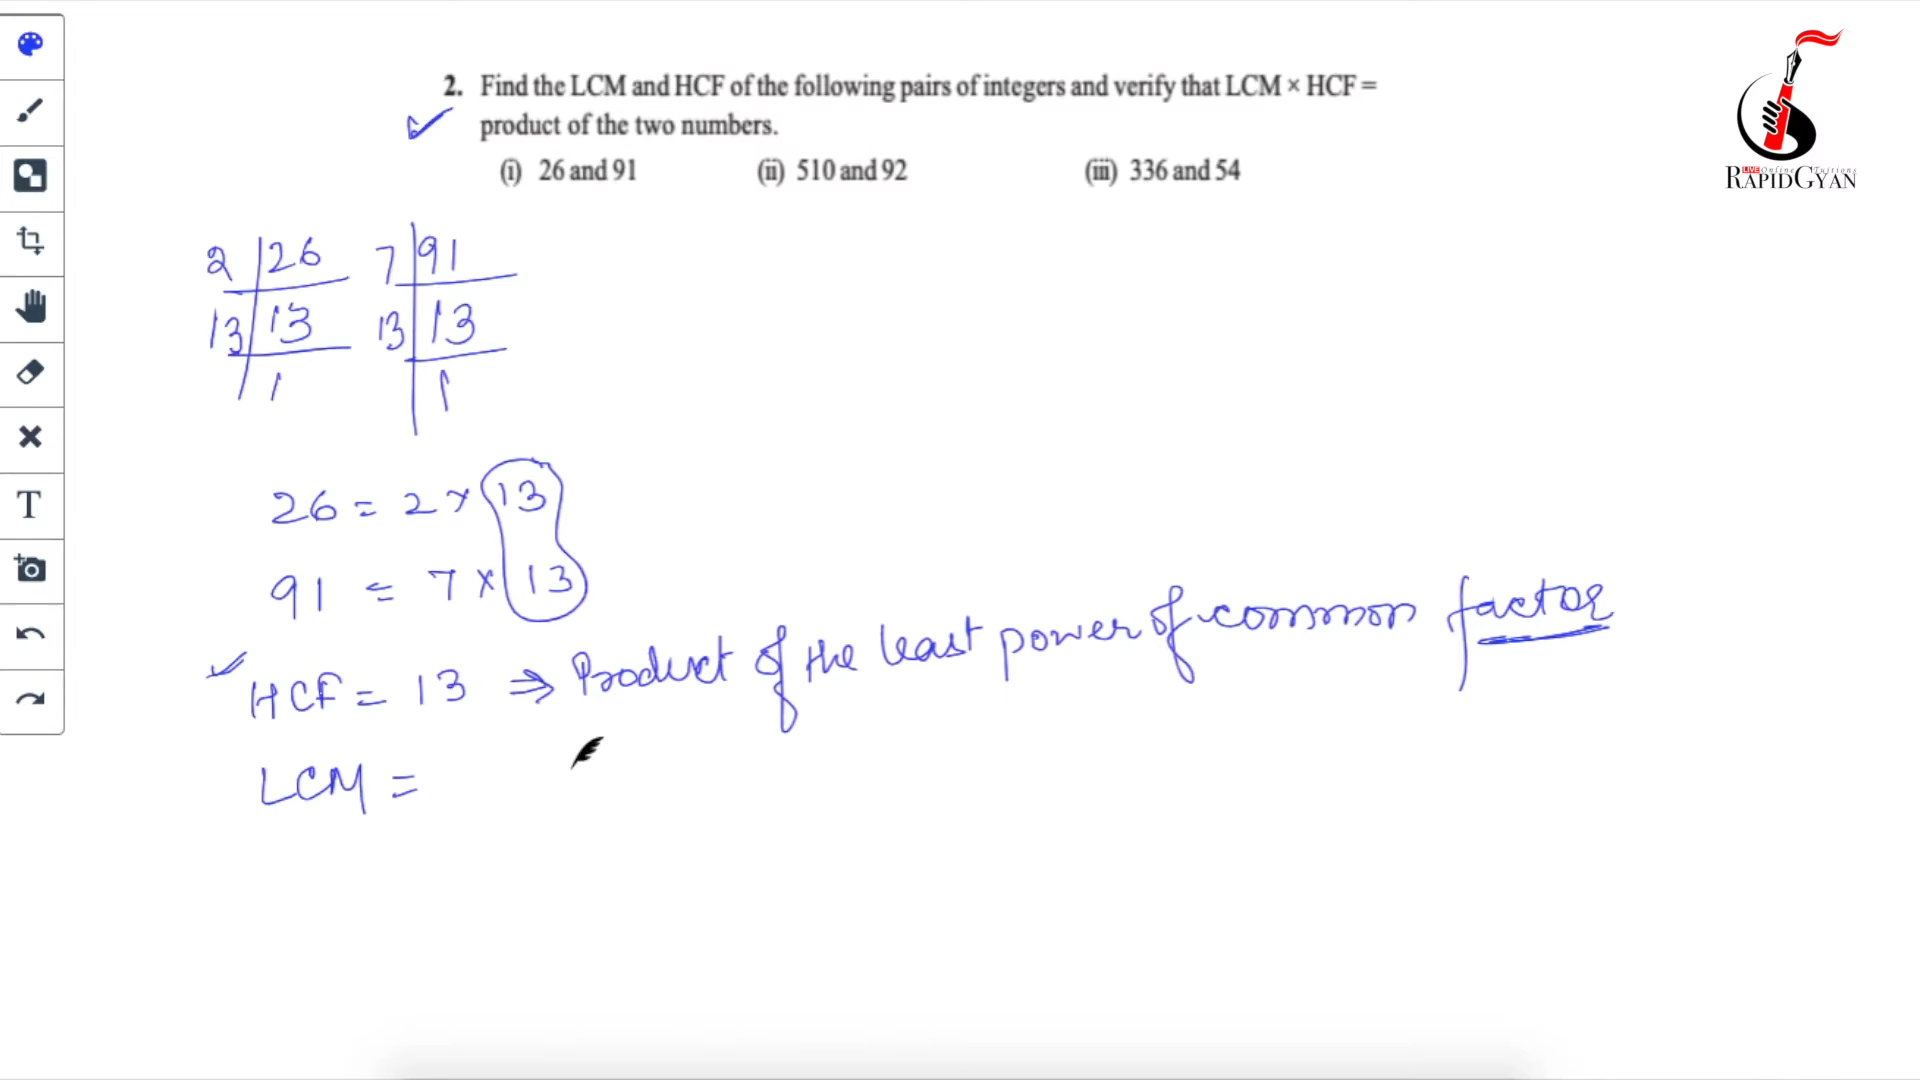 2. Find the LCM and HCF of the following pairs of integers and verify that LCM × HCF =
product of the two numbers.
(i) 26 and 91 (ii) 510 and 92 (iii) 336 and 54
LIVE Online Tuitions
RAPIDGYAN
2 26 7 91
13 13 13 13
1 1
26 = 2 × 13
91 = 7 × 13
HCF = 13 ⇒ Product of the least power of common factor
LCM =
T